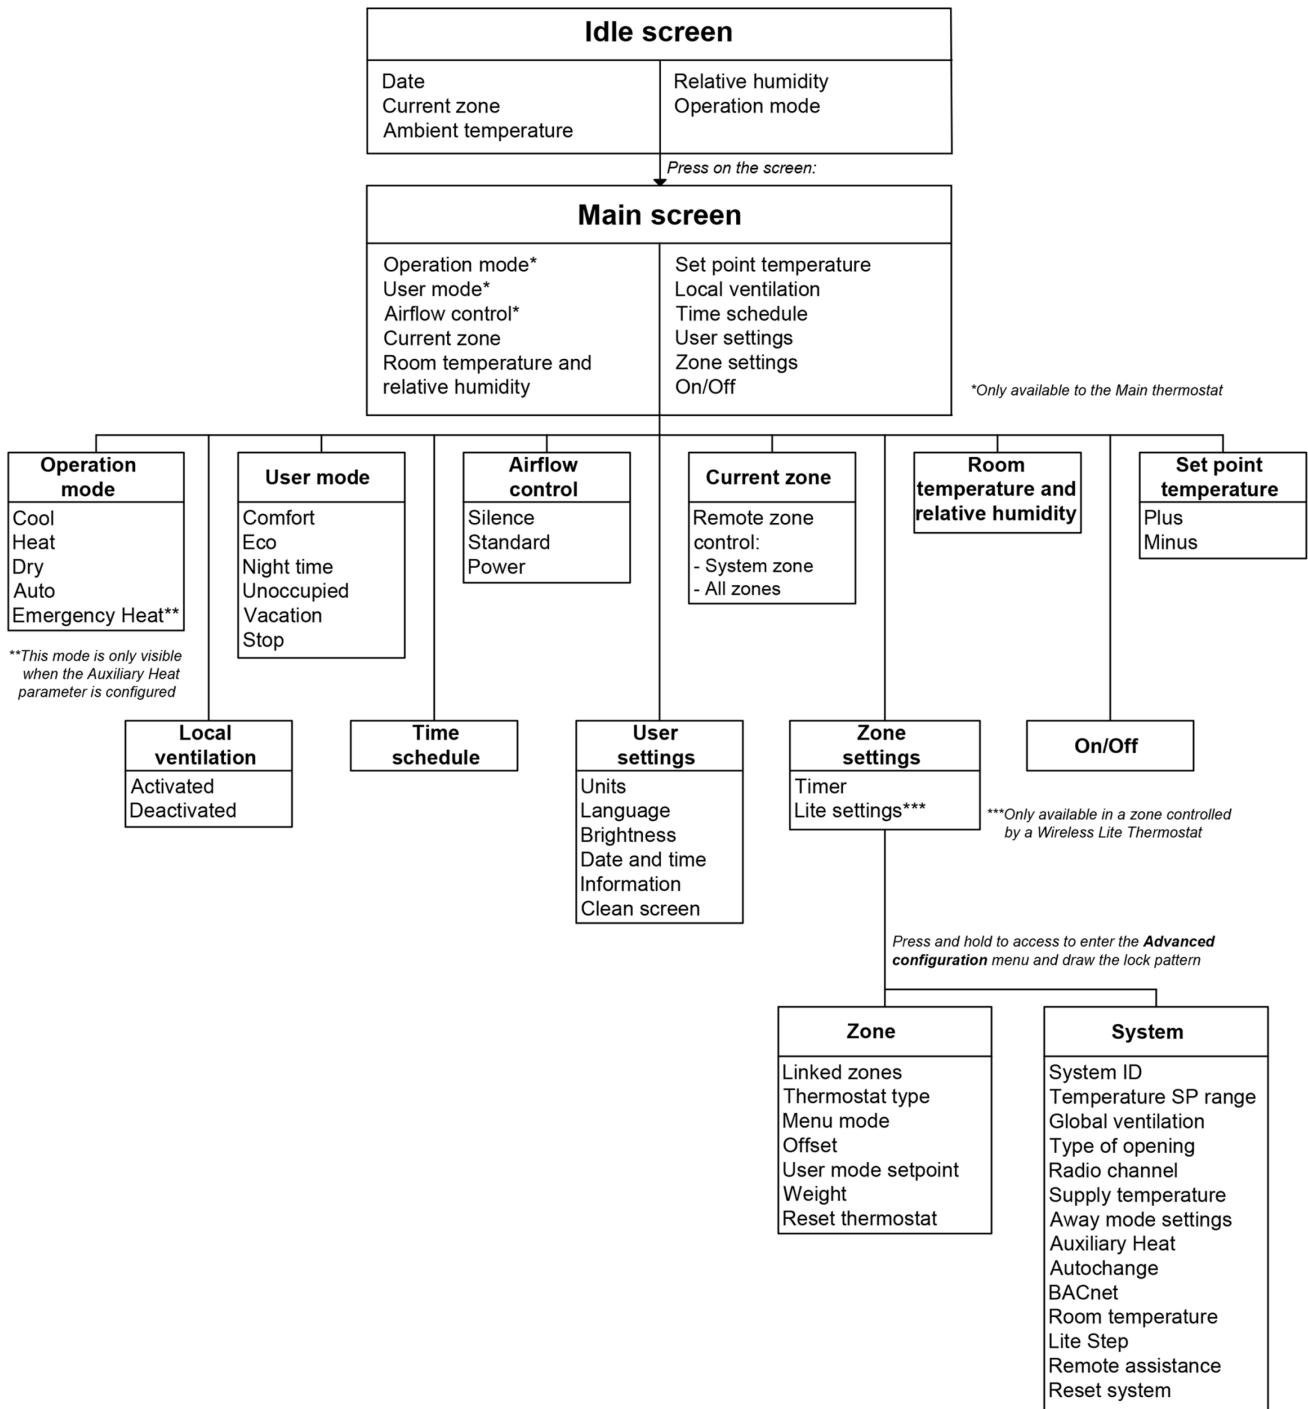 Idle screen
Date
Current zone
Ambient temperature
Relative humidity
Operation mode
Press on the screen:
Main screen
Operation mode*
User mode*
Airflow control*
Current zone
Room temperature and
relative humidity
Set point temperature
Local ventilation
Time schedule
User settings
Zone settings
On/Off
*Only available to the Main thermostat
Operation
mode
Cool
Heat
Dry
Auto
Emergency Heat**
**This mode is only visible
when the Auxiliary Heat
parameter is configured
User mode
Comfort
Eco
Night time
Unoccupied
Vacation
Stop
Airflow
control
Silence
Standard
Power
Current zone
Remote zone
control:
- System zone
- All zones
Room
temperature and
relative humidity
Set point
temperature
Plus
Minus
Local
ventilation
Activated
Deactivated
Time
schedule
User
settings
Units
Language
Brightness
Date and time
Information
Clean screen
Zone
settings
Timer
Lite settings***
On/Off
***Only available in a zone controlled
by a Wireless Lite Thermostat
Press and hold to access to enter the Advanced
configuration menu and draw the lock pattern
Zone
Linked zones
Thermostat type
Menu mode
Offset
User mode setpoint
Weight
Reset thermostat
System
System ID
Temperature SP range
Global ventilation
Type of opening
Radio channel
Supply temperature
Away mode settings
Auxiliary Heat
Autochange
BACnet
Room temperature
Lite Step
Remote assistance
Reset system